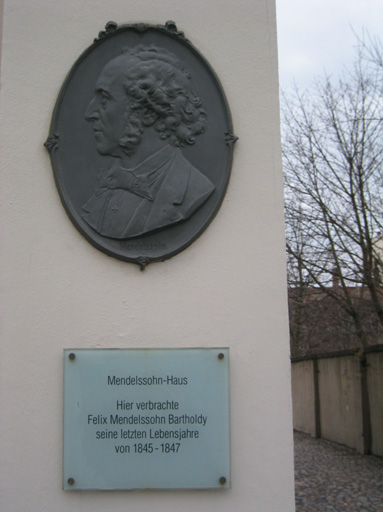 Mendelssohn-Haus
Hier verbrachte
Felix Mendelssohn Bartholdy
seine letzten Lebensjahre
von 1845 - 1847